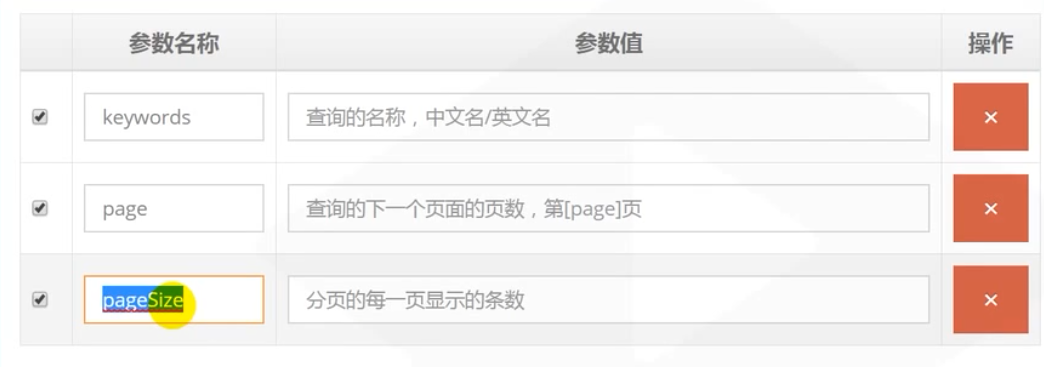 参数名称 参数值 操作
keywords 查询的名称，中文名/英文名 ×
page 查询的下一个页面的页数，第[page]页 ×
pageSize 分页的每一页显示的条数 ×